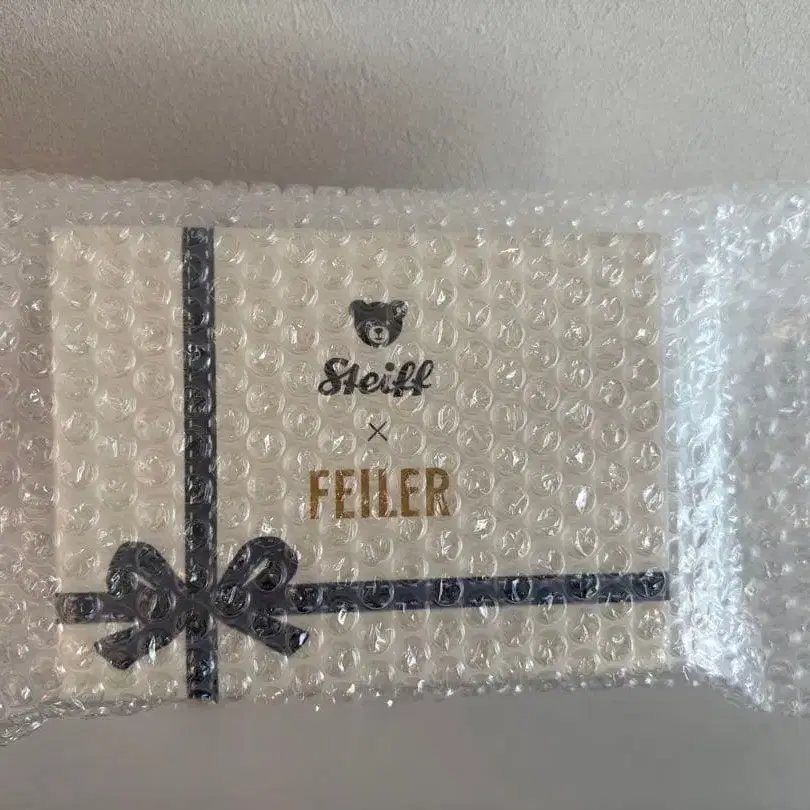 Steiff
×
FEILER